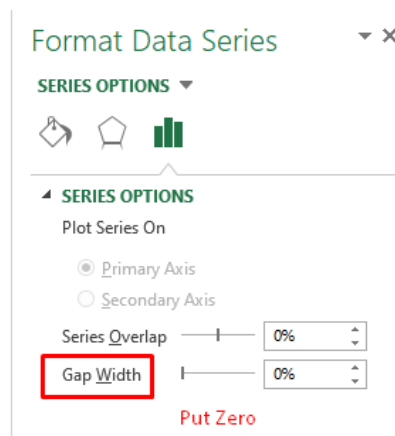 Format Data Series
SERIES OPTIONS
SERIES OPTIONS
Plot Series On
Primary Axis
Secondary Axis
Series Overlap 0%
Gap Width 0%
Put Zero